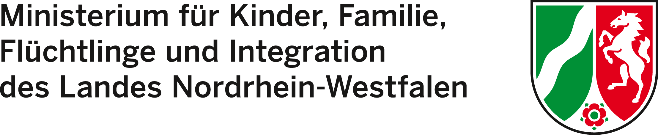 Ministerium für Kinder, Familie,
Flüchtlinge und Integration
des Landes Nordrhein-Westfalen